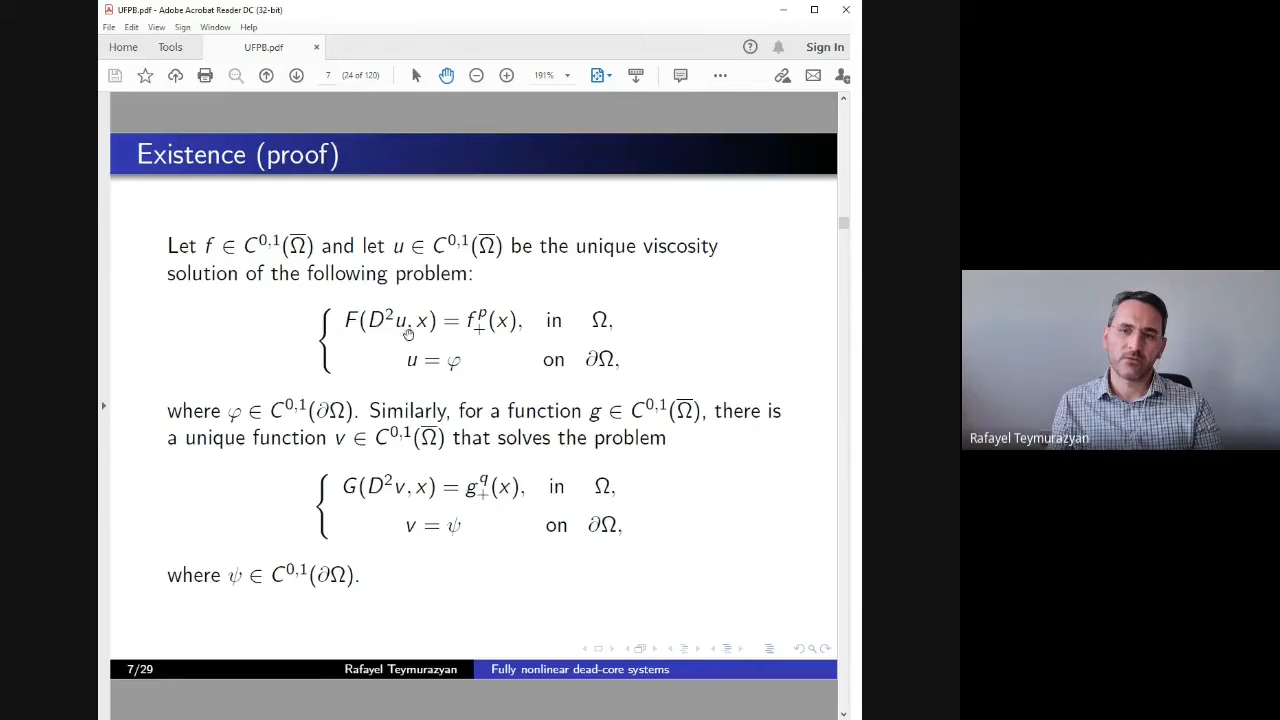 UFPB.pdf - Adobe Acrobat Reader DC (32-bit)
File Edit View Sign Window Help
Home Tools UFPB.pdf × Sign In
7 (24 of 120) 191%
Existence (proof)
Let f ∈ C^{0,1}(Ω̅) and let u ∈ C^{0,1}(Ω̅) be the unique viscosity
solution of the following problem:
F(D²u, x) = f₊^p(x), in Ω,
u = φ on ∂Ω,
where φ ∈ C^{0,1}(∂Ω). Similarly, for a function g ∈ C^{0,1}(Ω̅), there is
a unique function v ∈ C^{0,1}(Ω̅) that solves the problem
G(D²v, x) = g₊^q(x), in Ω,
v = ψ on ∂Ω,
where ψ ∈ C^{0,1}(∂Ω).
7/29 Rafayel Teymurazyan Fully nonlinear dead-core systems
Rafayel Teymurazyan